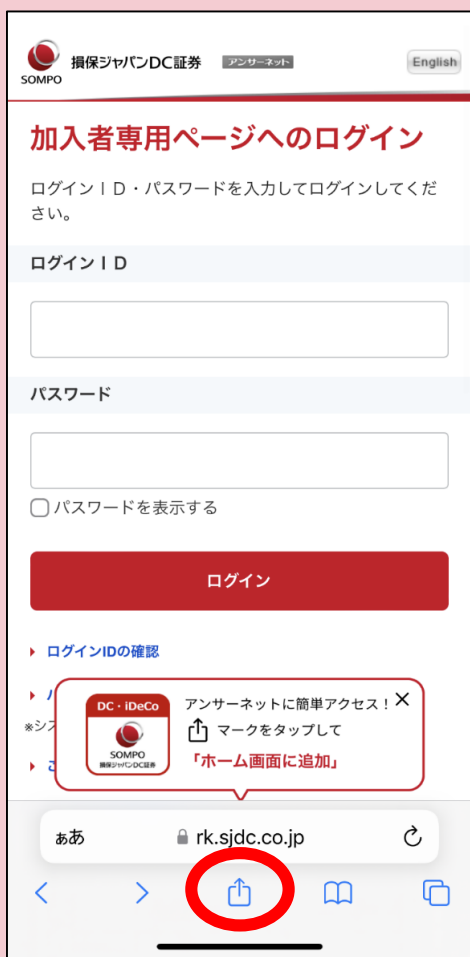 SOMPO
損保ジャパンDC証券
アンサーネット
English
加入者専用ページへのログイン
ログインＩＤ・パスワードを入力してログインしてくだ
さい。
ログインＩＤ
パスワード
パスワードを表示する
ログイン
ログインIDの確認
※シス
DC・iDeCo
SOMPO
損保ジャパンDC証券
アンサーネットに簡単アクセス！
マークをタップして
「ホーム画面に追加」
ぁあ
rk.sjdc.co.jp